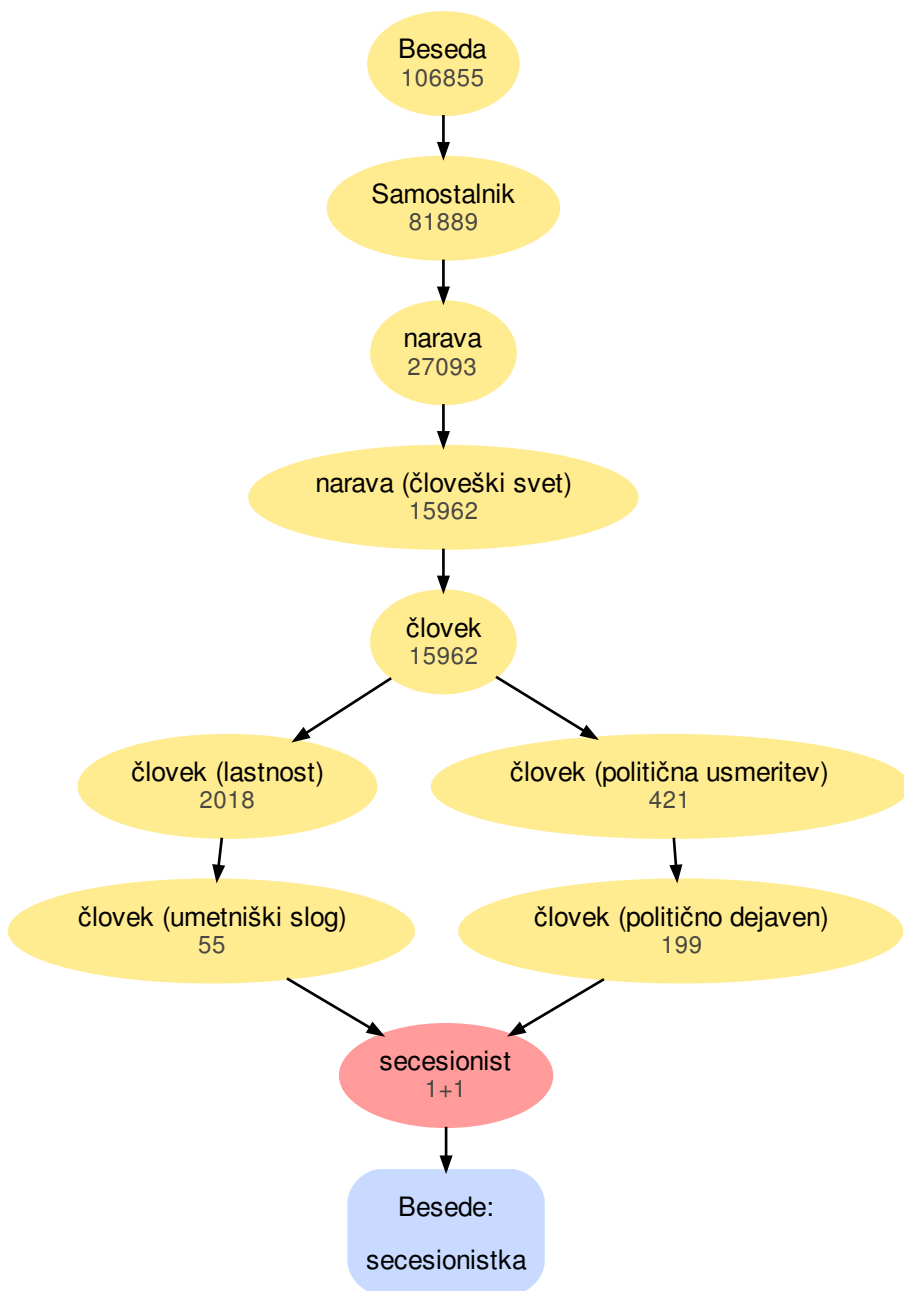 Beseda
106855
Samostalnik
81889
narava
27093
narava (človeški svet)
15962
človek
15962
človek (lastnost)
2018
človek (politična usmeritev)
421
človek (umetniški slog)
55
človek (politično dejaven)
199
secesionist
1+1
Besede:
secesionistka